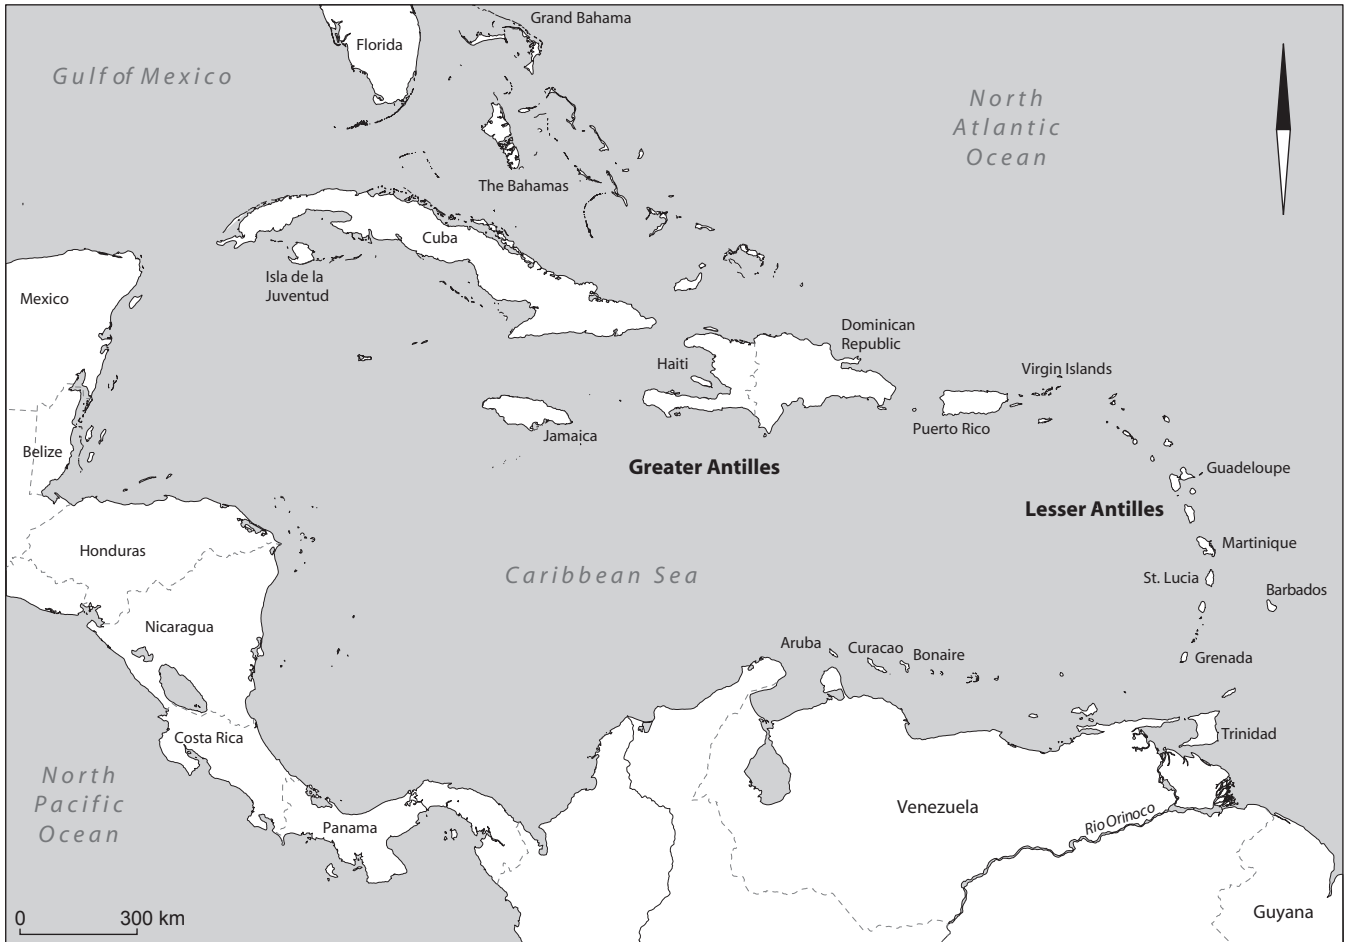 Grand Bahama
Florida
Gulf of Mexico
North
Atlantic
Ocean
The Bahamas
Cuba
Isla de la
Juventud
Mexico
Dominican
Republic
Haiti
Virgin Islands
Jamaica
Puerto Rico
Belize
Greater Antilles
Guadeloupe
Lesser Antilles
Honduras
Martinique
Caribbean Sea
St. Lucia
Barbados
Nicaragua
Aruba
Curacao
Bonaire
Grenada
Costa Rica
Trinidad
North
Pacific
Ocean
Venezuela
Rio Orinoco
Panama
Guyana
0 300 km